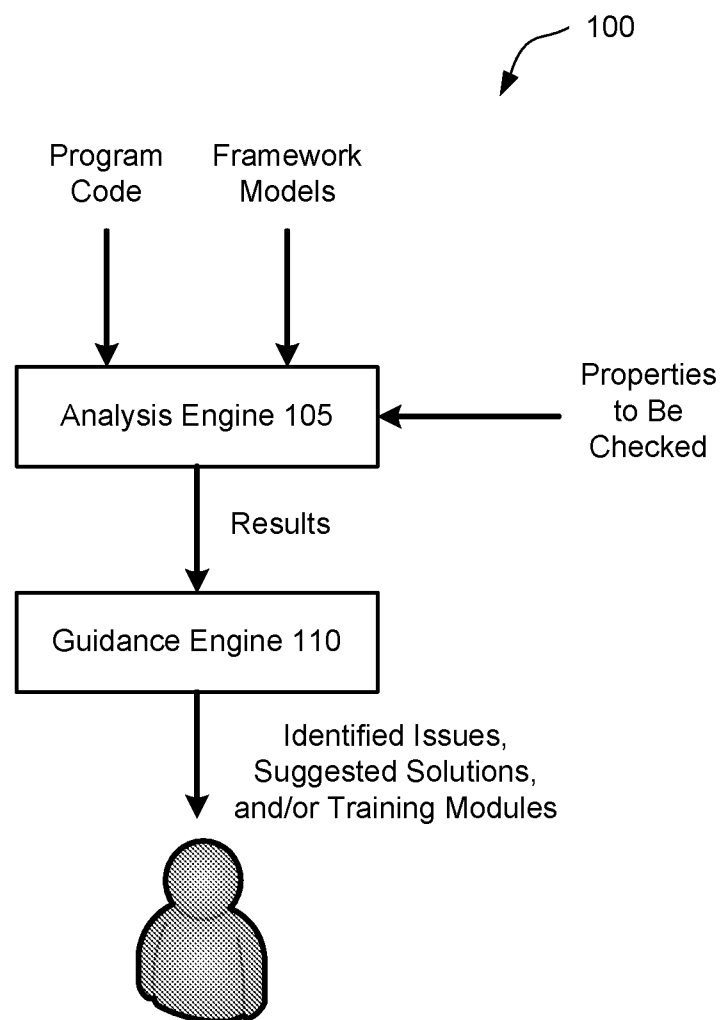 100
Program
Code
Framework
Models
Analysis Engine 105
Properties
to Be
Checked
Results
Guidance Engine 110
Identified Issues,
Suggested Solutions,
and/or Training Modules